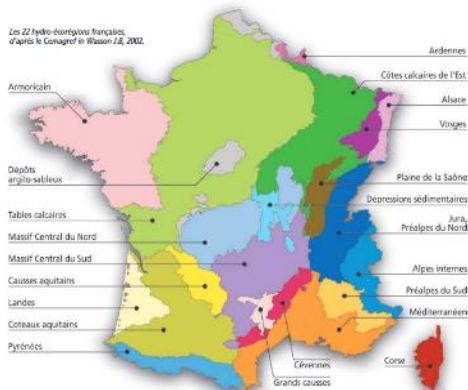 Les 22 hydro-écorégions françaises,
d'après le Cemagref in Wasson J.B, 2002.
Armoricain
Dépôts
argilo-sableux
Tables calcaires
Massif Central du Nord
Massif Central du Sud
Causses aquitains
Landes
Coteaux aquitains
Pyrénées
Ardennes
Côtes calcaires de l'Est
Alsace
Vosges
Plaine de la Saône
Dépressions sédimentaires
Jura,
Préalpes du Nord
Alpes internes
Préalpes du Sud
Méditerranéen
Cévennes
Grands causses
Corse